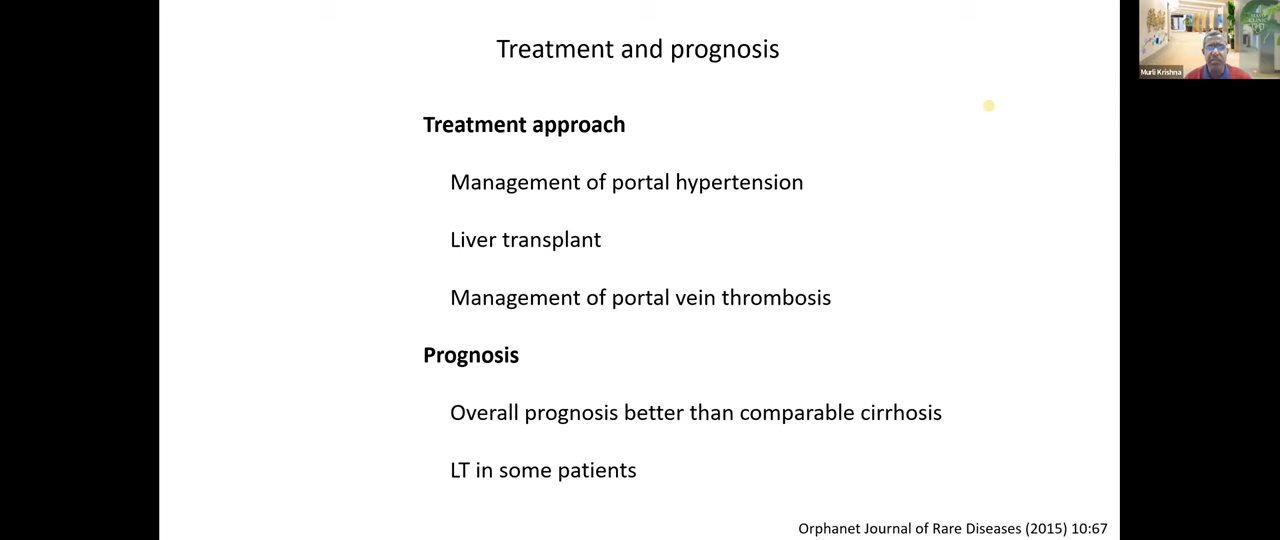 Treatment and prognosis
Treatment approach
Management of portal hypertension
Liver transplant
Management of portal vein thrombosis
Prognosis
Overall prognosis better than comparable cirrhosis
LT in some patients
Orphanet Journal of Rare Diseases (2015) 10:67
Murli Krishna